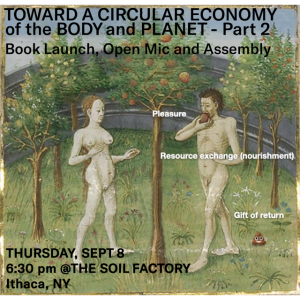 TOWARD A CIRCULAR ECONOMY
of the BODY and PLANET - Part 2
Book Launch, Open Mic and Assembly
Pleasure
Resource exchange (nourishment)
Gift of return
THURSDAY, SEPT 8
6:30 pm @THE SOIL FACTORY
Ithaca, NY